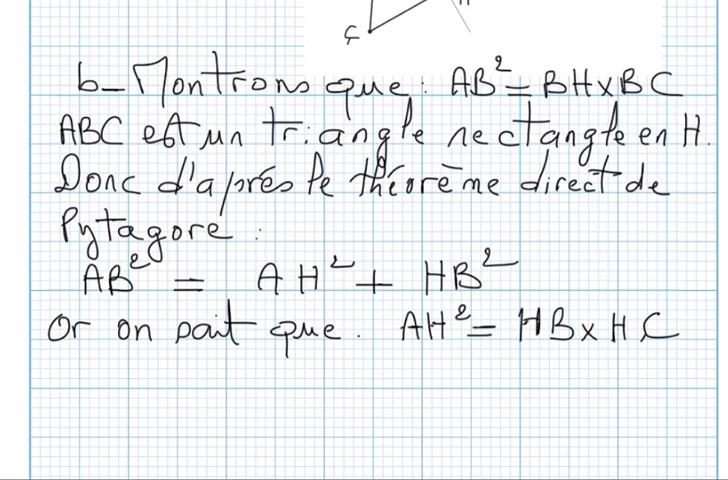 C
H
b- Montrons que : AB² = BH×BC
ABC est un triangle rectangle en H.
Donc d'aprés le théorème direct de
Pytagore :
AB² = AH² + HB²
Or on sait que . AH² = HB×HC